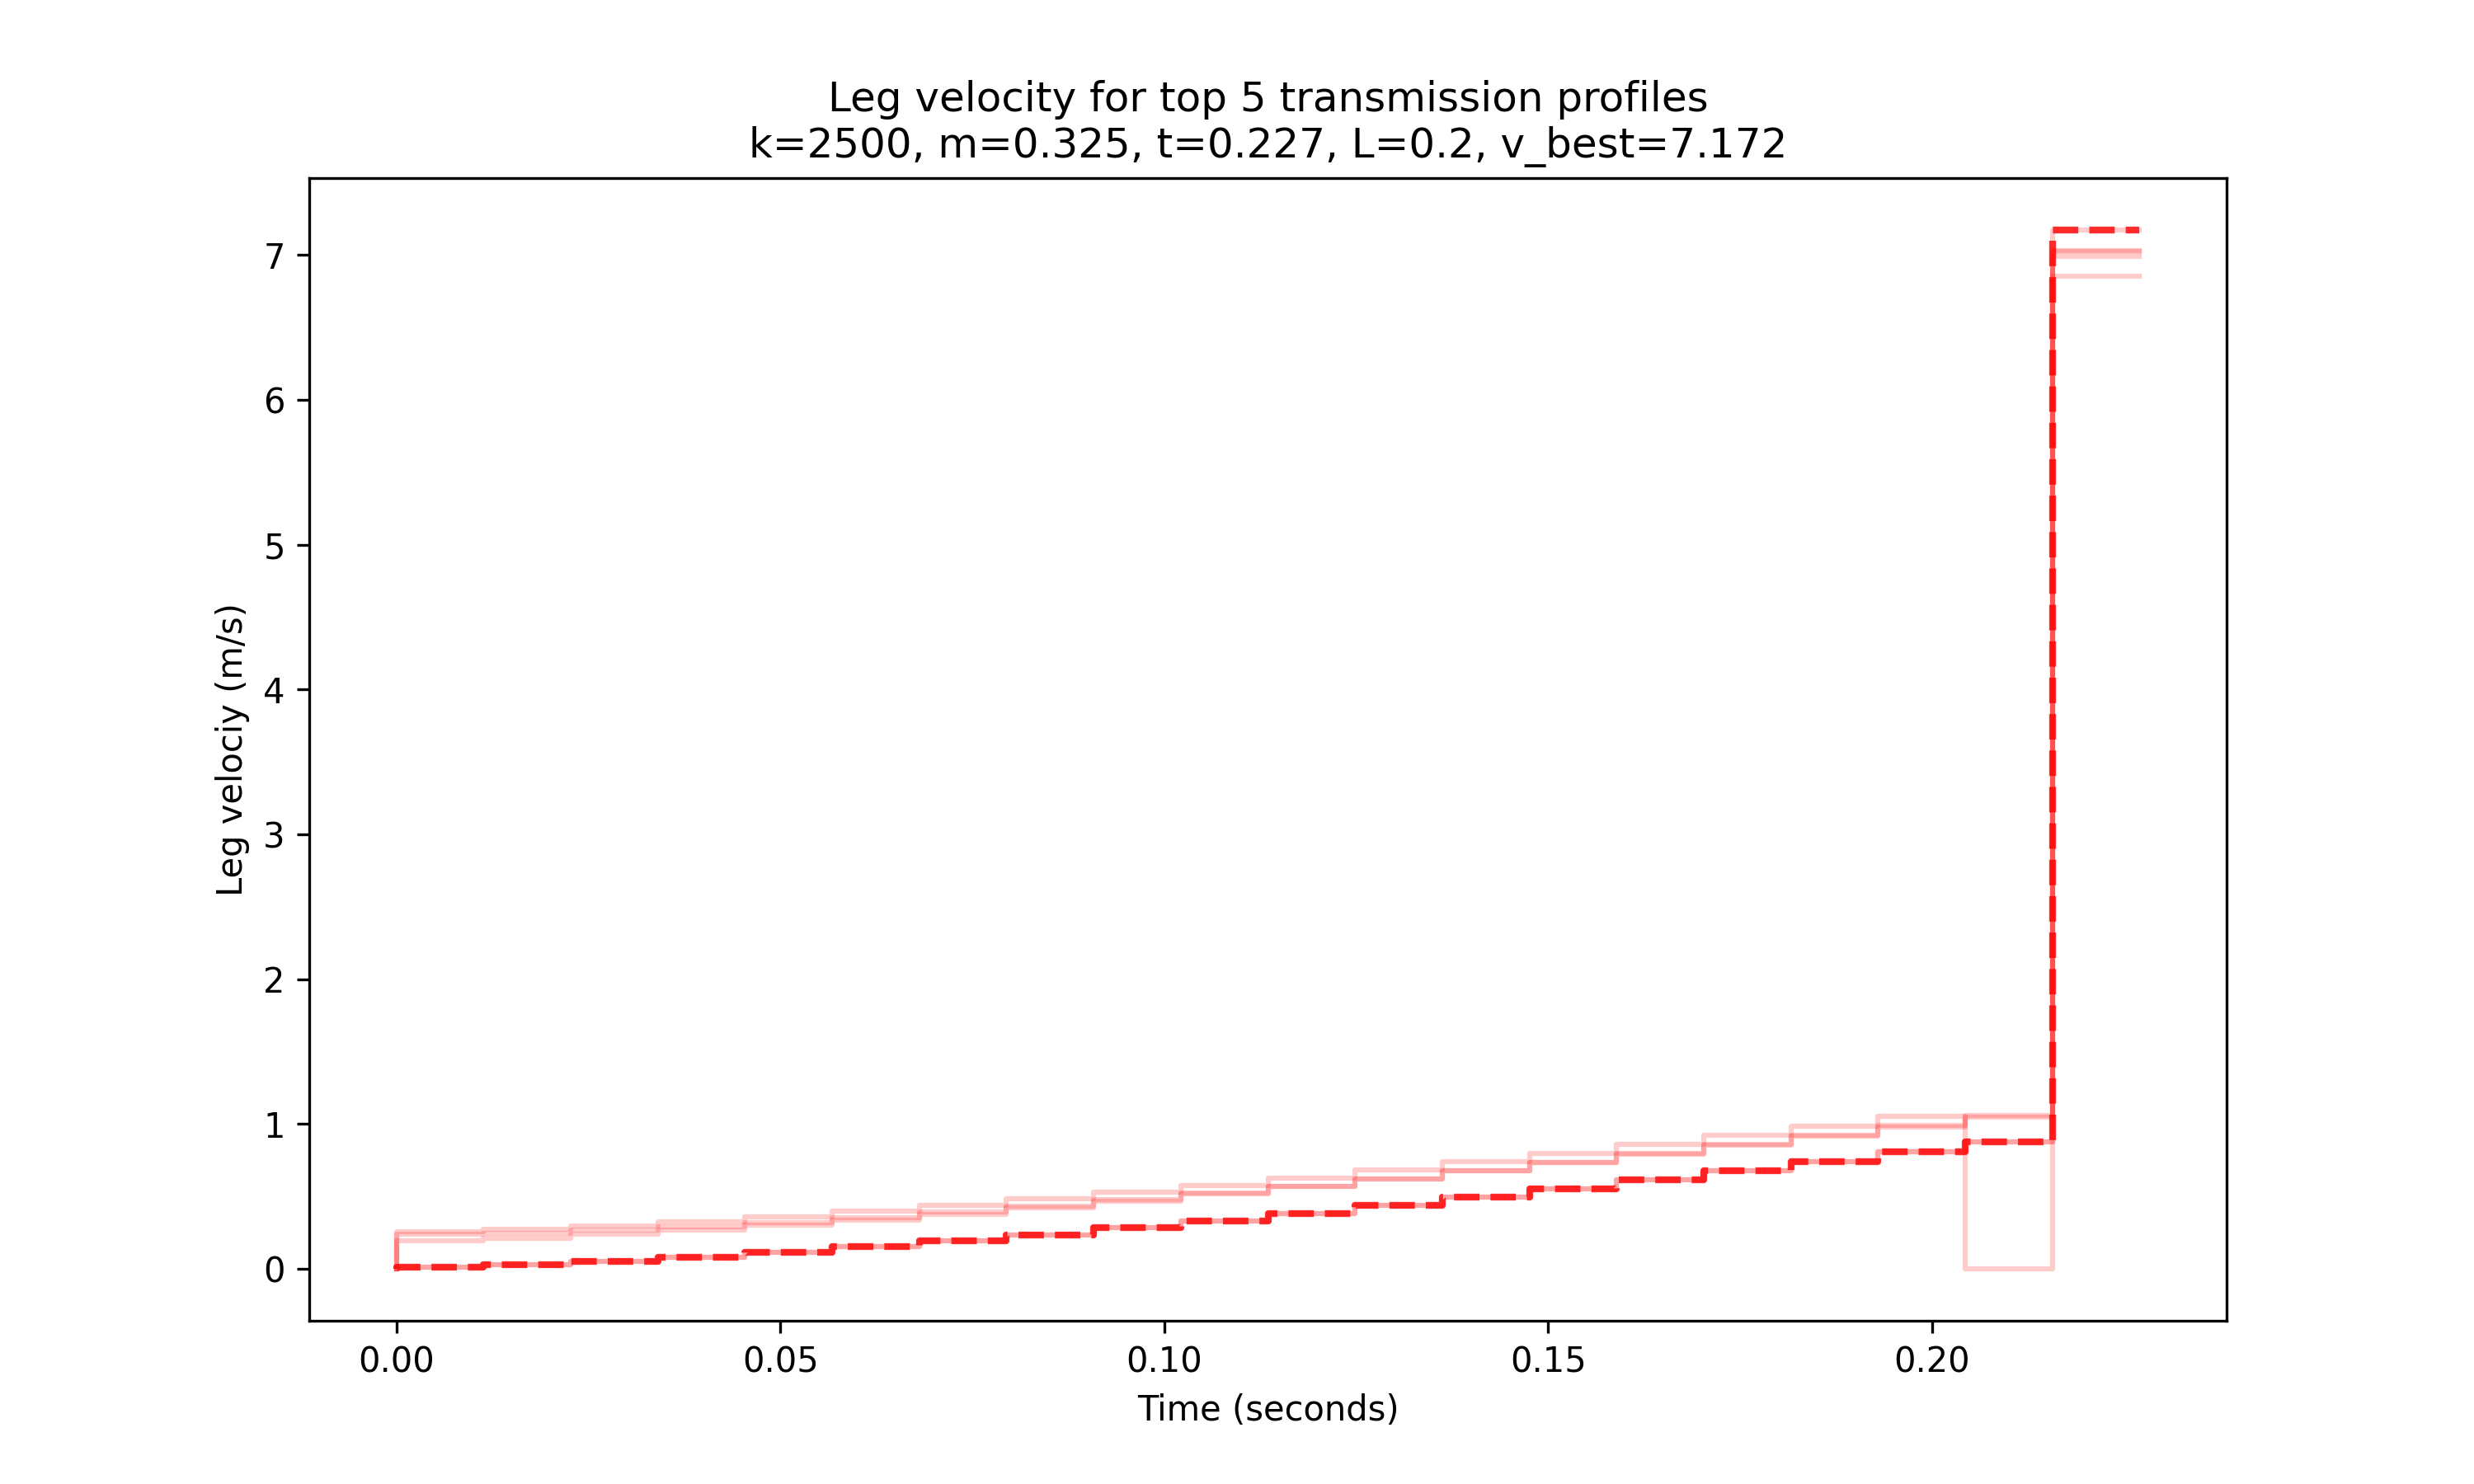 Leg velocity for top 5 transmission profiles
k=2500, m=0.325, t=0.227, L=0.2, v_best=7.172
7
6
5
4
3
2
1
0
Leg velociy (m/s)
0.00 0.05 0.10 0.15 0.20
Time (seconds)